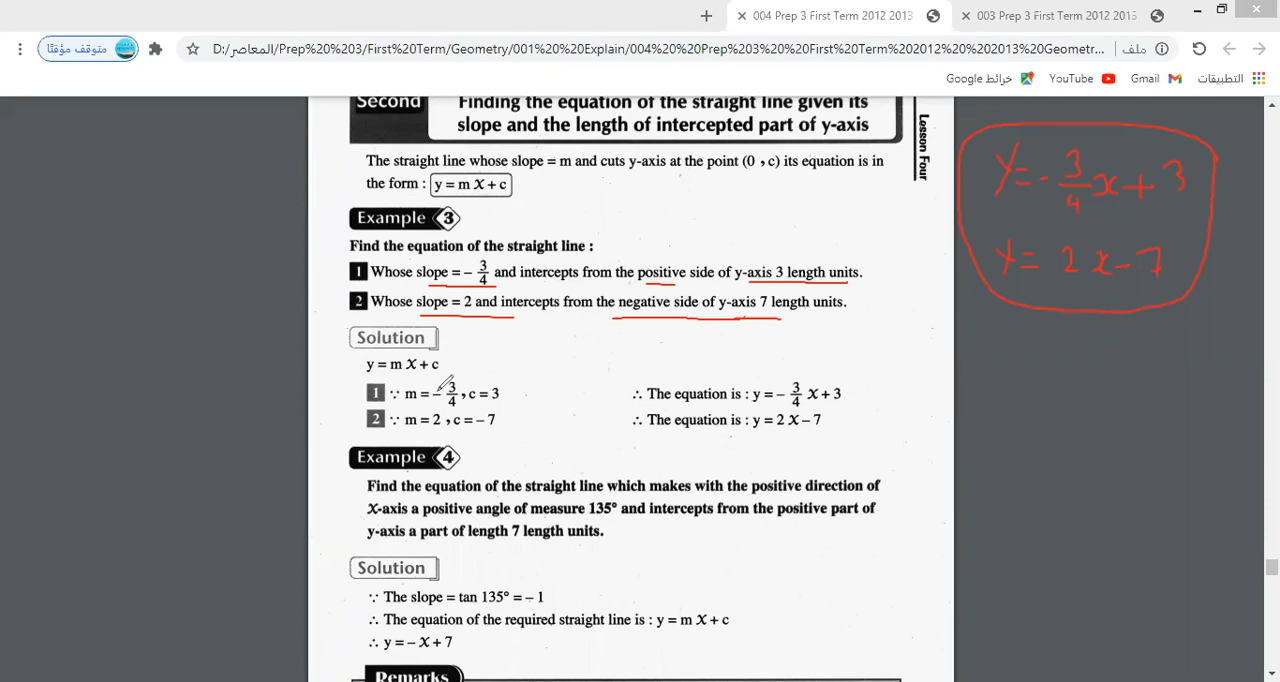 004 Prep 3 First Term 2012 2013
003 Prep 3 First Term 2012 2013
متوقف مؤقتًا
D:/المعاصر/Prep%20%203/First%20Term/Geometry/001%20%20Explain/004%20%20Prep%203%20%20First%20Term%202012%20%202013%20Geometr...
ملف
التطبيقات
Gmail
YouTube
خرائط Google
Second
Finding the equation of the straight line given its
slope and the length of intercepted part of y-axis
Lesson Four
The straight line whose slope = m and cuts y-axis at the point (0 , c) its equation is in
the form : y = m X + c
Example 3
Find the equation of the straight line :
1 Whose slope = – 3/4 and intercepts from the positive side of y-axis 3 length units.
2 Whose slope = 2 and intercepts from the negative side of y-axis 7 length units.
Solution
y = m X + c
1 ∵ m = – 3/4 , c = 3 ∴ The equation is : y = – 3/4 X + 3
2 ∵ m = 2 , c = – 7 ∴ The equation is : y = 2 X – 7
Example 4
Find the equation of the straight line which makes with the positive direction of
X-axis a positive angle of measure 135° and intercepts from the positive part of
y-axis a part of length 7 length units.
Solution
∵ The slope = tan 135° = – 1
∴ The equation of the required straight line is : y = m X + c
∴ y = – X + 7
Remarks
y = - 3/4 x + 3
y = 2x - 7